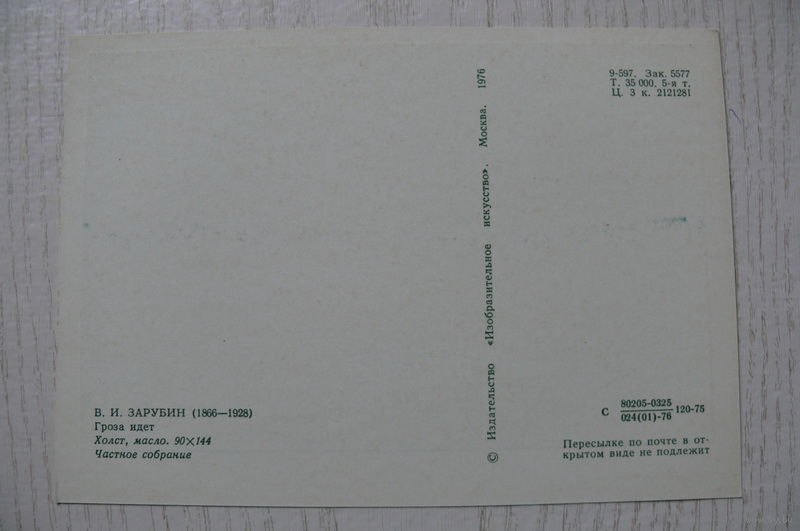 9-597. Зак. 5577
Т. 35 000. 5-я т.
Ц. 3 к. 2121281
© Издательство «Изобразительное искусство». Москва. 1976
В. И. ЗАРУБИН (1866—1928)
Гроза идет
Холст, масло. 90×144
Частное собрание
С 80205-0325
024(01)-76 120-75
Пересылке по почте в от-
крытом виде не подлежит